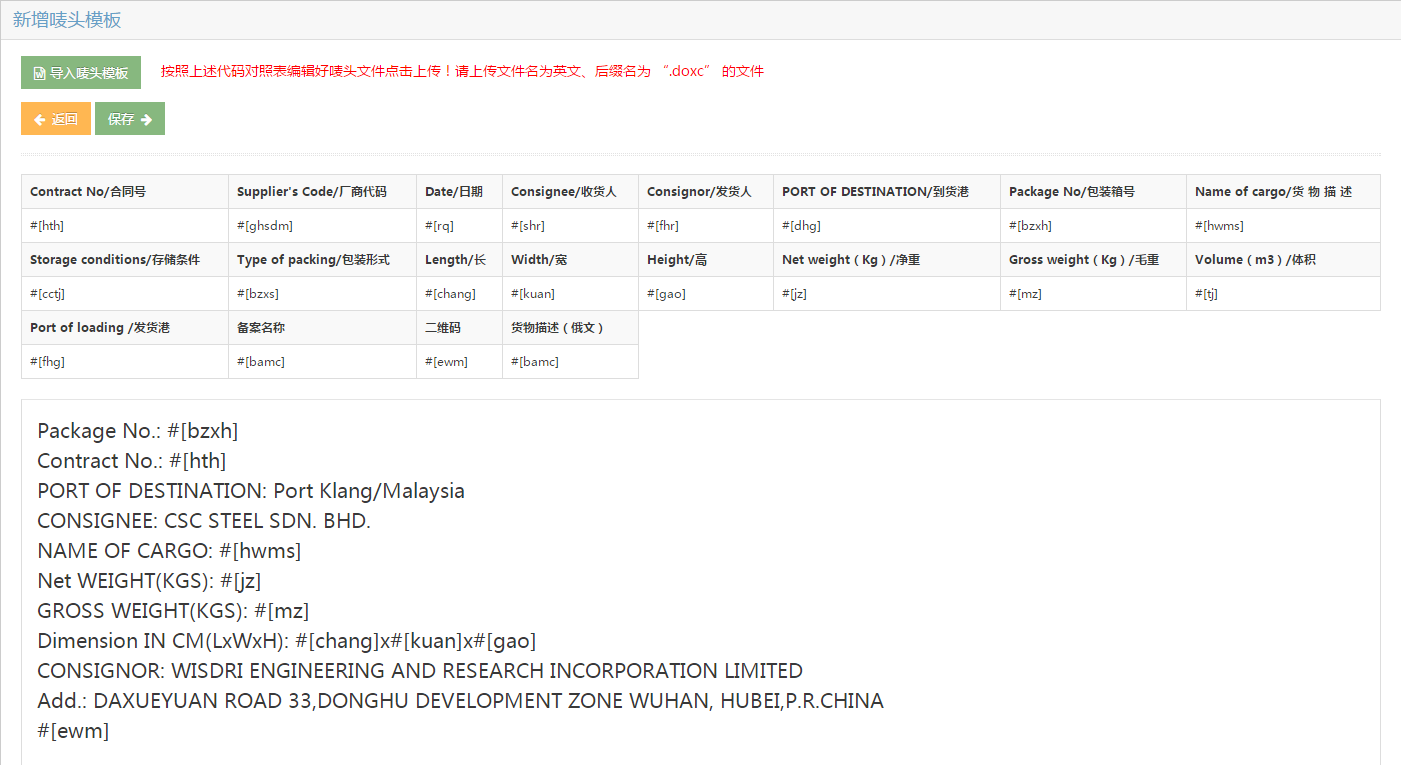 新增唛头模板
导入唛头模板 按照上述代码对照表编辑好唛头文件点击上传！请上传文件名为英文、后缀名为 “.doxc” 的文件
返回 保存
Contract No/合同号 Supplier's Code/厂商代码 Date/日期 Consignee/收货人 Consignor/发货人 PORT OF DESTINATION/到货港 Package No/包装箱号 Name of cargo/货 物 描 述
#[hth] #[ghsdm] #[rq] #[shr] #[fhr] #[dhg] #[bzxh] #[hwms]
Storage conditions/存储条件 Type of packing/包装形式 Length/长 Width/宽 Height/高 Net weight（Kg）/净重 Gross weight（Kg）/毛重 Volume（m3）/体积
#[cctj] #[bzxs] #[chang] #[kuan] #[gao] #[jz] #[mz] #[tj]
Port of loading /发货港 备案名称 二维码 货物描述（俄文）
#[fhg] #[bamc] #[ewm] #[bamc]
Package No.: #[bzxh]
Contract No.: #[hth]
PORT OF DESTINATION: Port Klang/Malaysia
CONSIGNEE: CSC STEEL SDN. BHD.
NAME OF CARGO: #[hwms]
Net WEIGHT(KGS): #[jz]
GROSS WEIGHT(KGS): #[mz]
Dimension IN CM(LxWxH): #[chang]x#[kuan]x#[gao]
CONSIGNOR: WISDRI ENGINEERING AND RESEARCH INCORPORATION LIMITED
Add.: DAXUEYUAN ROAD 33,DONGHU DEVELOPMENT ZONE WUHAN, HUBEI,P.R.CHINA
#[ewm]